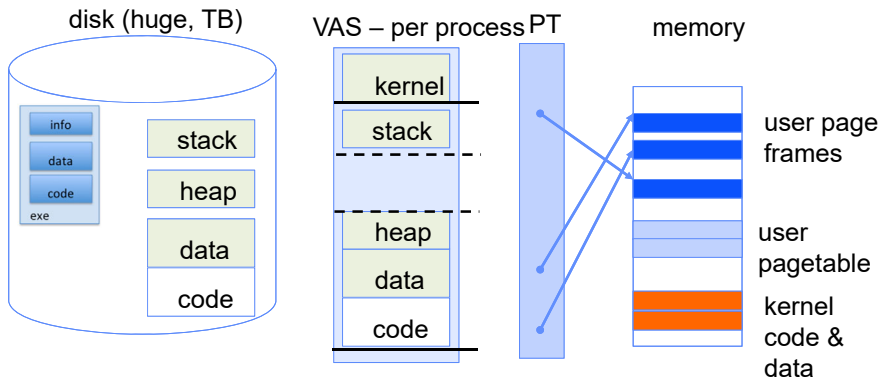 disk (huge, TB)
info
data
code
exe
stack
heap
data
code
VAS – per process
kernel
stack
heap
data
code
PT
memory
user page
frames
user
pagetable
kernel
code &
data